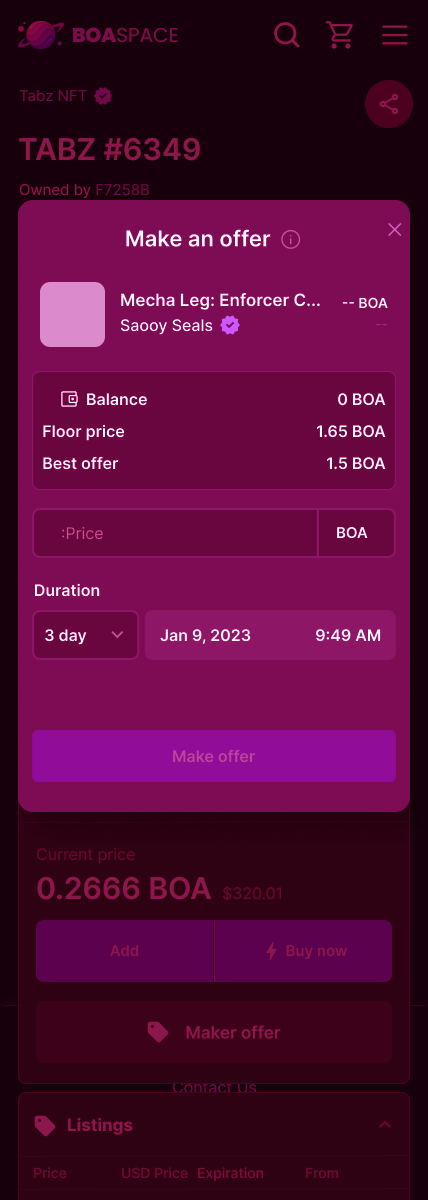 BOASPACE
Tabz NFT
TABZ #6349
Owned by F7258B
Make an offer
Mecha Leg: Enforcer C... -- BOA
Saooy Seals --
Balance 0 BOA
Floor price 1.65 BOA
Best offer 1.5 BOA
:Price BOA
Duration
3 day Jan 9, 2023 9:49 AM
Make offer
Current price
0.2666 BOA $320.01
Add Buy now
Maker offer
Contact Us
Listings
Price USD Price Expiration From